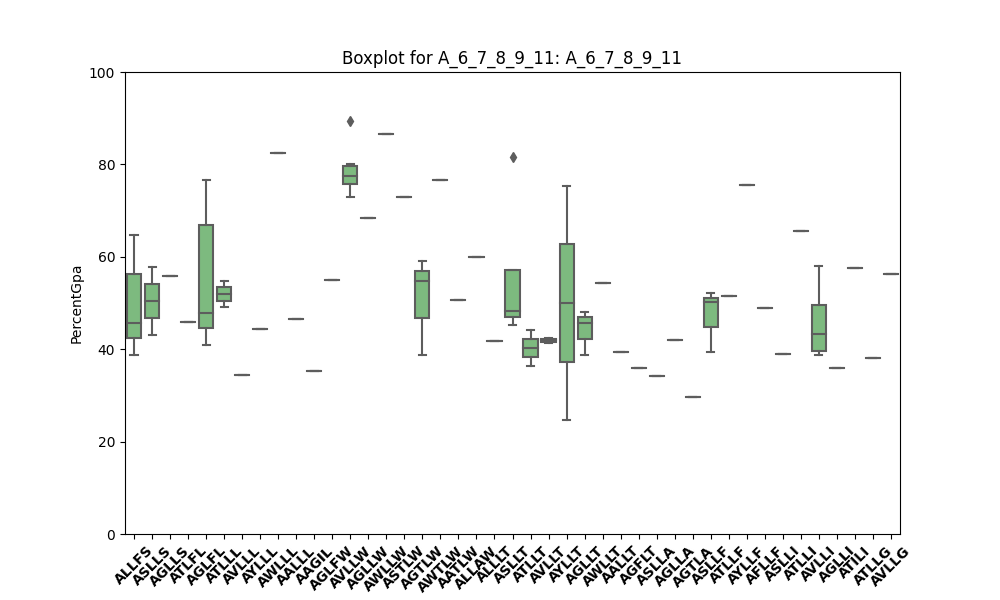 Boxplot for A_6_7_8_9_11: A_6_7_8_9_11
PercentGpa
100
80
60
40
20
0
ALLFS
ASLLS
AGLLS
ATLFL
AGLFL
ATLLL
AVLLL
AYLLL
AWLLL
AALLL
AAGIL
AGLFW
AVLLW
AGLLW
AWLLW
ASTLW
AGTLW
AWTLW
AATLW
ALLAW
ALLLT
ASLLT
ATLLT
AVLLT
AYLLT
AGLLT
AWLLT
AALLT
AGFLT
ASLLA
AGLLA
AGTLA
ASLLF
ATLLF
AYLLF
AFLLF
ASLLI
ATLLI
AVLLI
AGLLI
ATILI
ATLLG
AVLLG